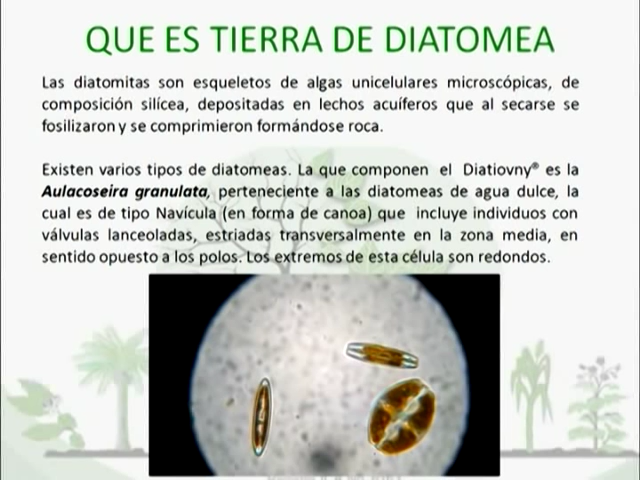 QUE ES TIERRA DE DIATOMEA
Las diatomitas son esqueletos de algas unicelulares microscópicas, de
composición silícea, depositadas en lechos acuíferos que al secarse se
fosilizaron y se comprimieron formándose roca.
Existen varios tipos de diatomeas. La que componen el Diatiovny® es la
Aulacoseira granulata, perteneciente a las diatomeas de agua dulce, la
cual es de tipo Navícula (en forma de canoa) que incluye individuos con
válvulas lanceoladas, estriadas transversalmente en la zona media, en
sentido opuesto a los polos. Los extremos de esta célula son redondos.